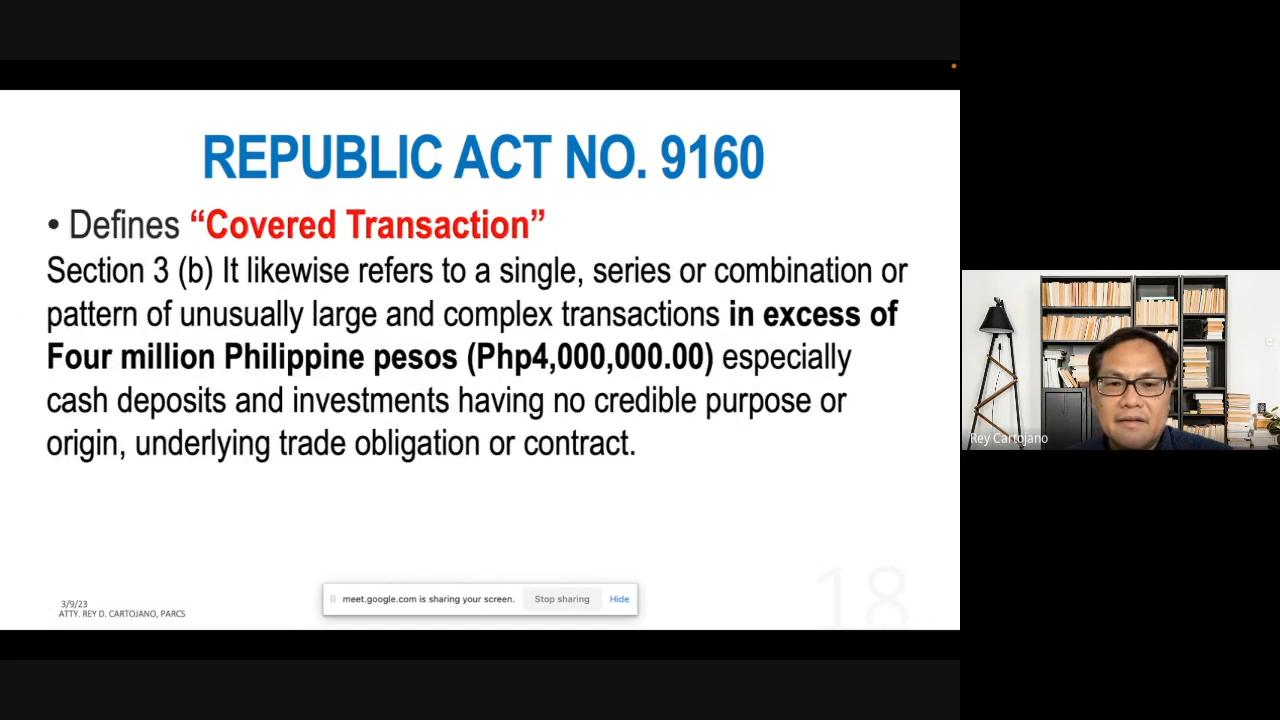 REPUBLIC ACT NO. 9160
• Defines “Covered Transaction”
Section 3 (b) It likewise refers to a single, series or combination or
pattern of unusually large and complex transactions in excess of
Four million Philippine pesos (Php4,000,000.00) especially
cash deposits and investments having no credible purpose or
origin, underlying trade obligation or contract.
Rey Cartojano
18
meet.google.com is sharing your screen. Stop sharing Hide
3/9/23
ATTY. REY D. CARTOJANO, PARCS